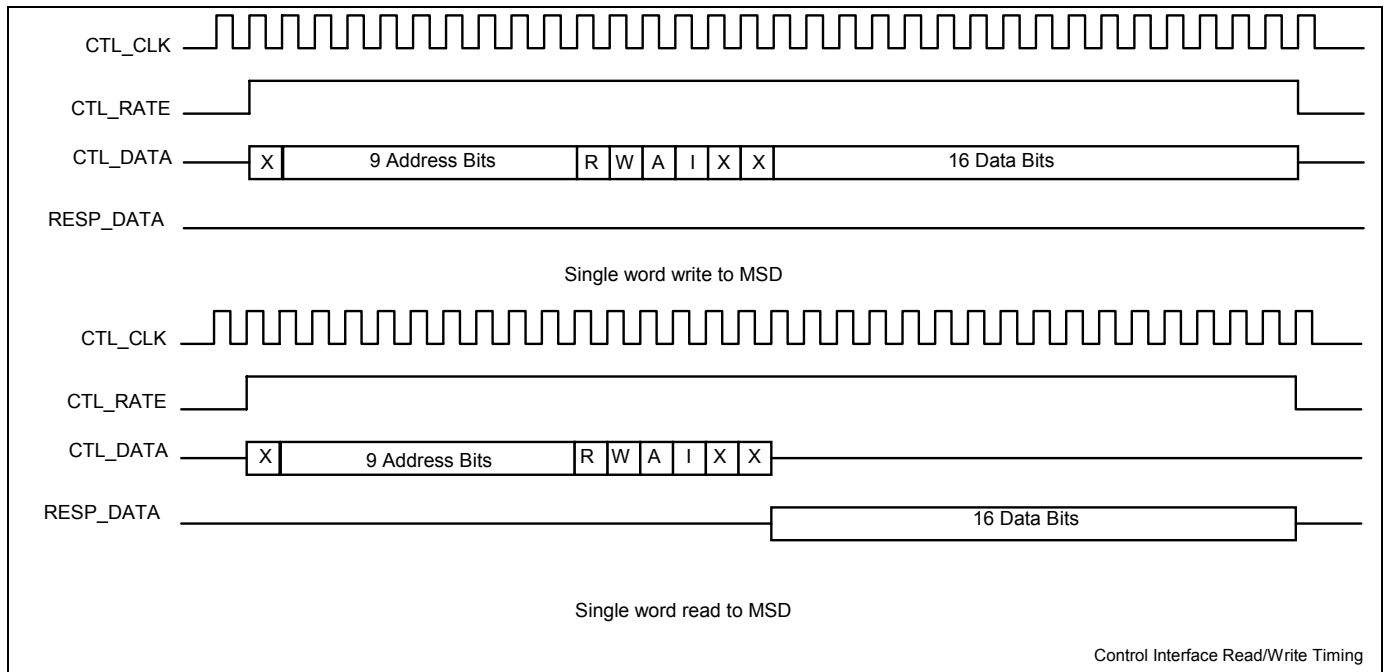 CTL_CLK
CTL_RATE
CTL_DATA X 9 Address Bits R W A I X X 16 Data Bits
RESP_DATA
Single word write to MSD
CTL_CLK
CTL_RATE
CTL_DATA X 9 Address Bits R W A I X X
RESP_DATA 16 Data Bits
Single word read to MSD
Control Interface Read/Write Timing